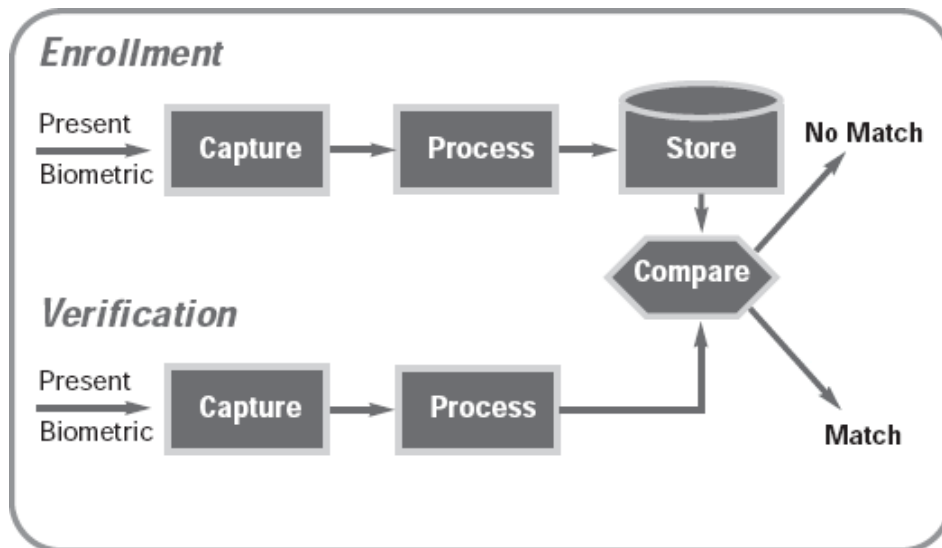 Enrollment
Present
Biometric
Capture
Process
Store
No Match
Compare
Verification
Present
Biometric
Capture
Process
Match